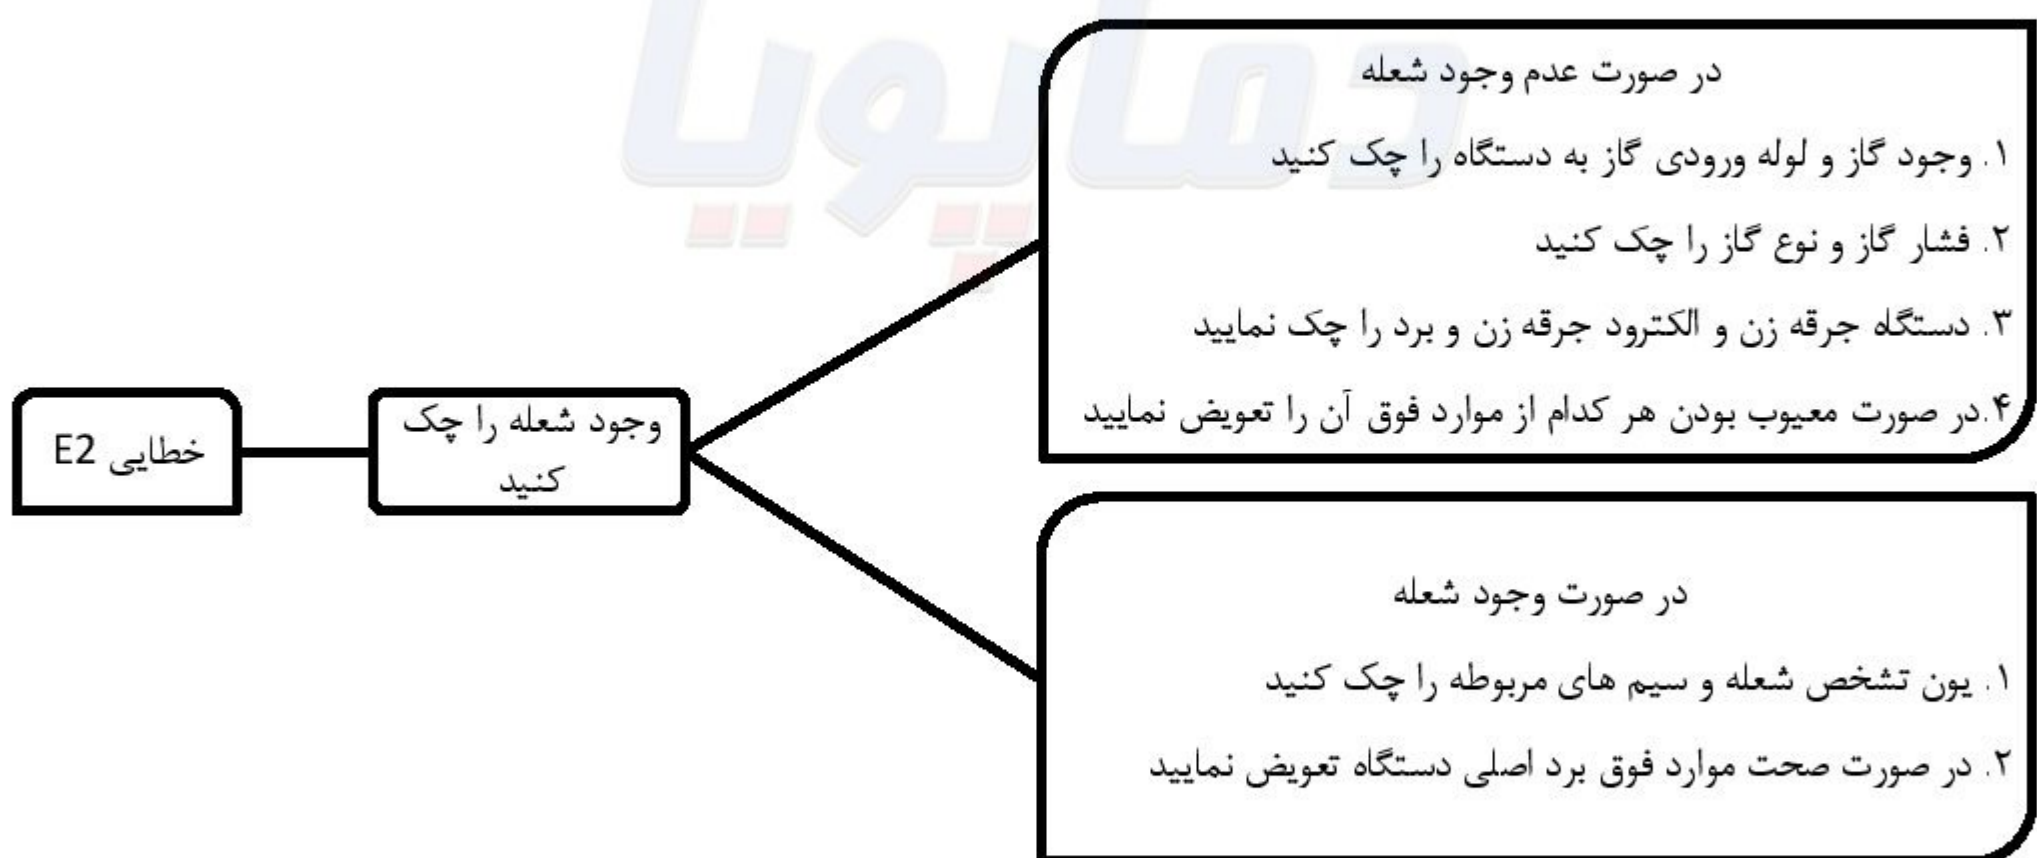 دماپویا
در صورت عدم وجود شعله
۱. وجود گاز و لوله ورودی گاز به دستگاه را چک کنید
۲. فشار گاز و نوع گاز را چک کنید
۳. دستگاه جرقه زن و الکترود جرقه زن و برد را چک نمایید
۴.در صورت معیوب بودن هر کدام از موارد فوق آن را تعویض نمایید
خطایی E2
وجود شعله را چک
کنید
در صورت وجود شعله
۱. یون تشخص شعله و سیم های مربوطه را چک کنید
۲. در صورت صحت موارد فوق برد اصلی دستگاه تعویض نمایید